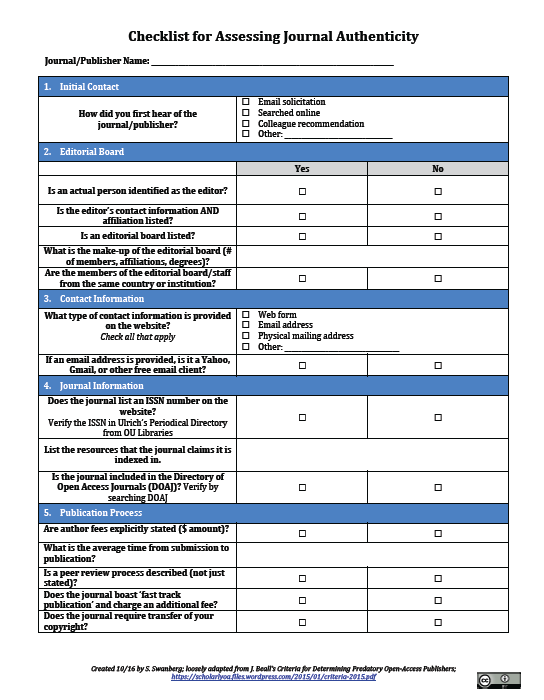 Checklist for Assessing Journal Authenticity
Journal/Publisher Name: ____________________
1. Initial Contact
How did you first hear of the
journal/publisher?
☐ Email solicitation
☐ Searched online
☐ Colleague recommendation
☐ Other: ____________________
2. Editorial Board
Yes No
Is an actual person identified as the editor? ☐ ☐
Is the editor's contact information AND
affiliation listed? ☐ ☐
Is an editorial board listed? ☐ ☐
What is the make-up of the editorial board (#
of members, affiliations, degrees)?
Are the members of the editorial board/staff
from the same country or institution? ☐ ☐
3. Contact Information
What type of contact information is provided
on the website?
Check all that apply
☐ Web form
☐ Email address
☐ Physical mailing address
☐ Other: ____________________
If an email address is provided, is it a Yahoo,
Gmail, or other free email client? ☐ ☐
4. Journal Information
Does the journal list an ISSN number on the
website?
Verify the ISSN in Ulrich's Periodical Directory
from OU Libraries ☐ ☐
List the resources that the journal claims it is
indexed in.
Is the journal included in the Directory of
Open Access Journals (DOAJ)? Verify by
searching DOAJ ☐ ☐
5. Publication Process
Are author fees explicitly stated ($ amount)? ☐ ☐
What is the average time from submission to
publication?
Is a peer review process described (not just
stated)? ☐ ☐
Does the journal boast 'fast track
publication' and charge an additional fee? ☐ ☐
Does the journal require transfer of your
copyright? ☐ ☐
Created 10/16 by S. Swanberg; loosely adapted from J. Beall's Criteria for Determining Predatory Open-Access Publishers;
https://scholarlyoa.files.wordpress.com/2015/01/criteria-2015.pdf